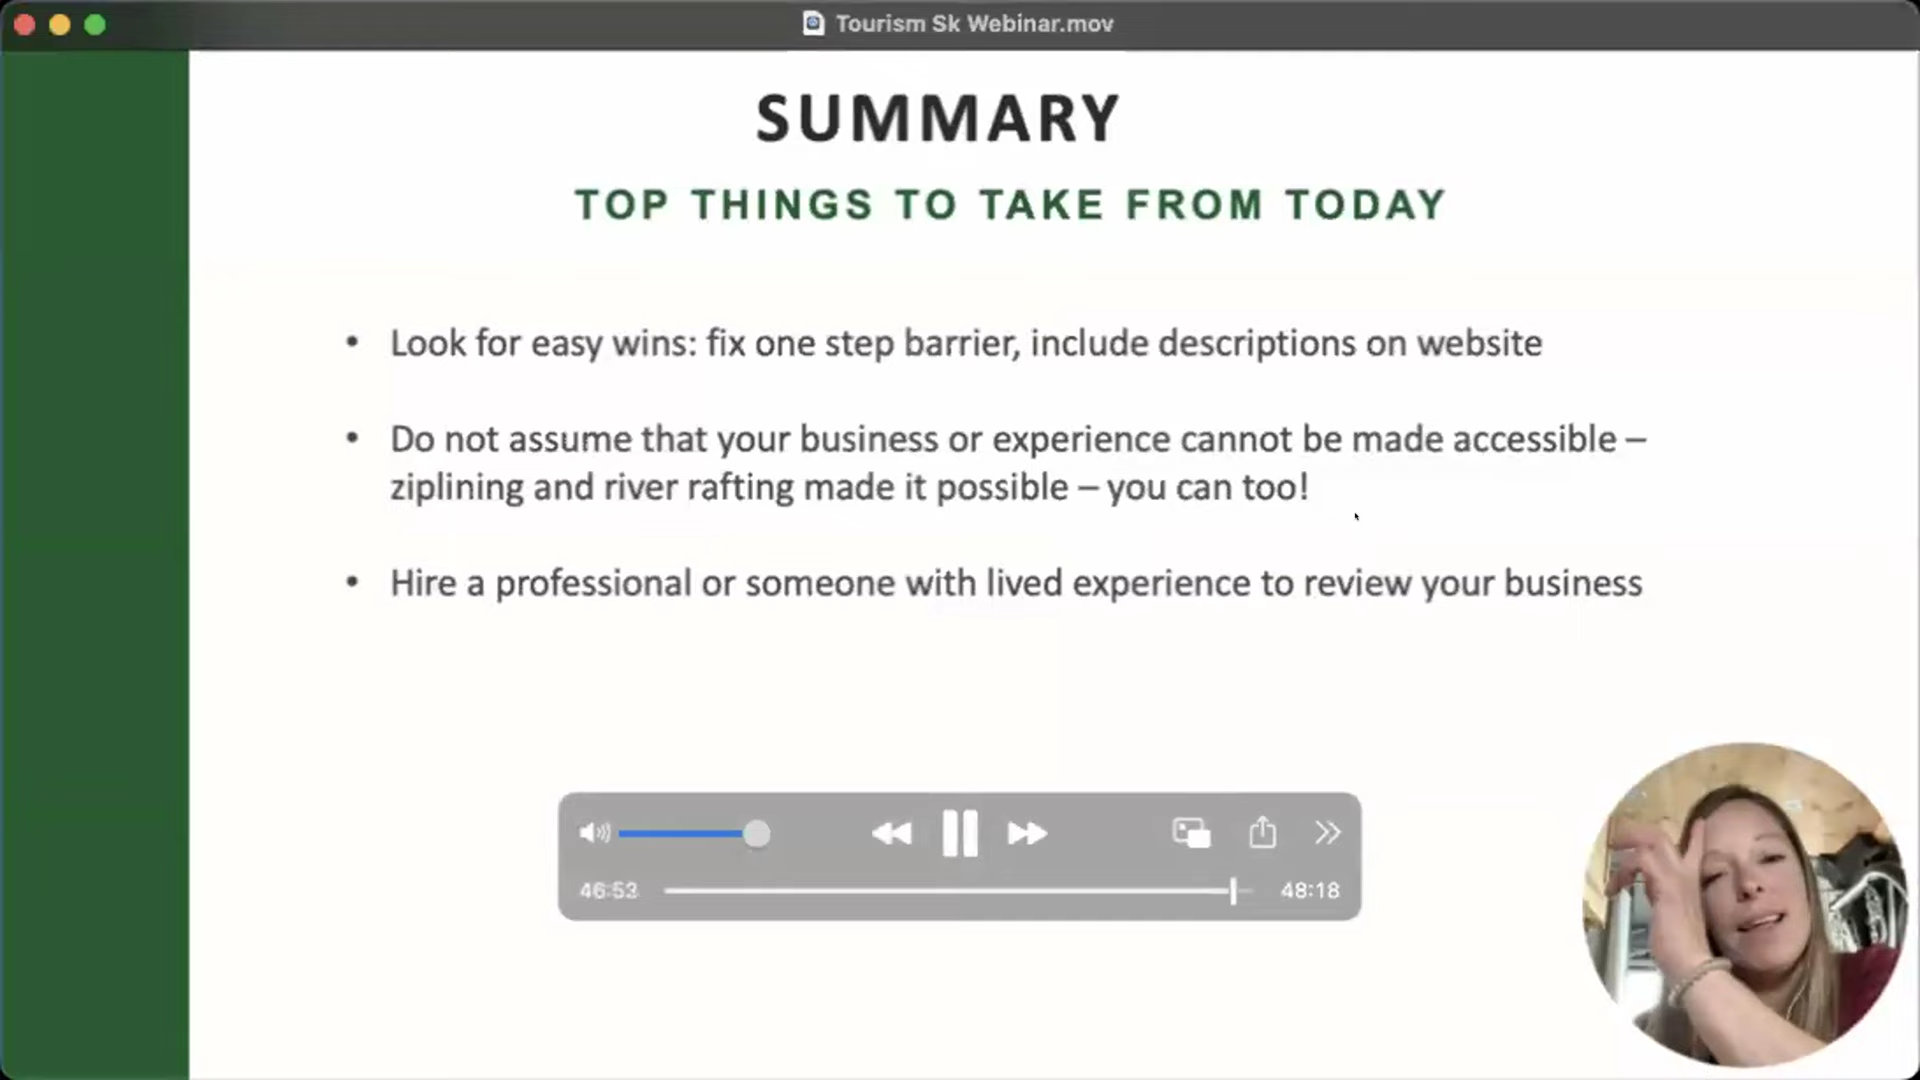 Tourism Sk Webinar.mov
SUMMARY
TOP THINGS TO TAKE FROM TODAY
• Look for easy wins: fix one step barrier, include descriptions on website
• Do not assume that your business or experience cannot be made accessible –
ziplining and river rafting made it possible – you can too!
• Hire a professional or someone with lived experience to review your business
46:53
48:18